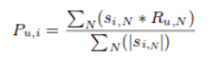 P_{u,i} = \frac{\sum_N (s_{i,N} * R_{u,N})}{\sum_N (|s_{i,N}|)}